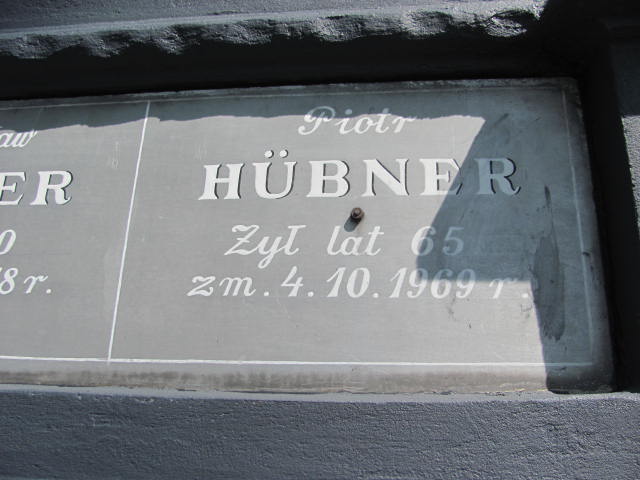 Piotr
HÜBNER
Żył lat 65
zm. 4.10.1969 r.